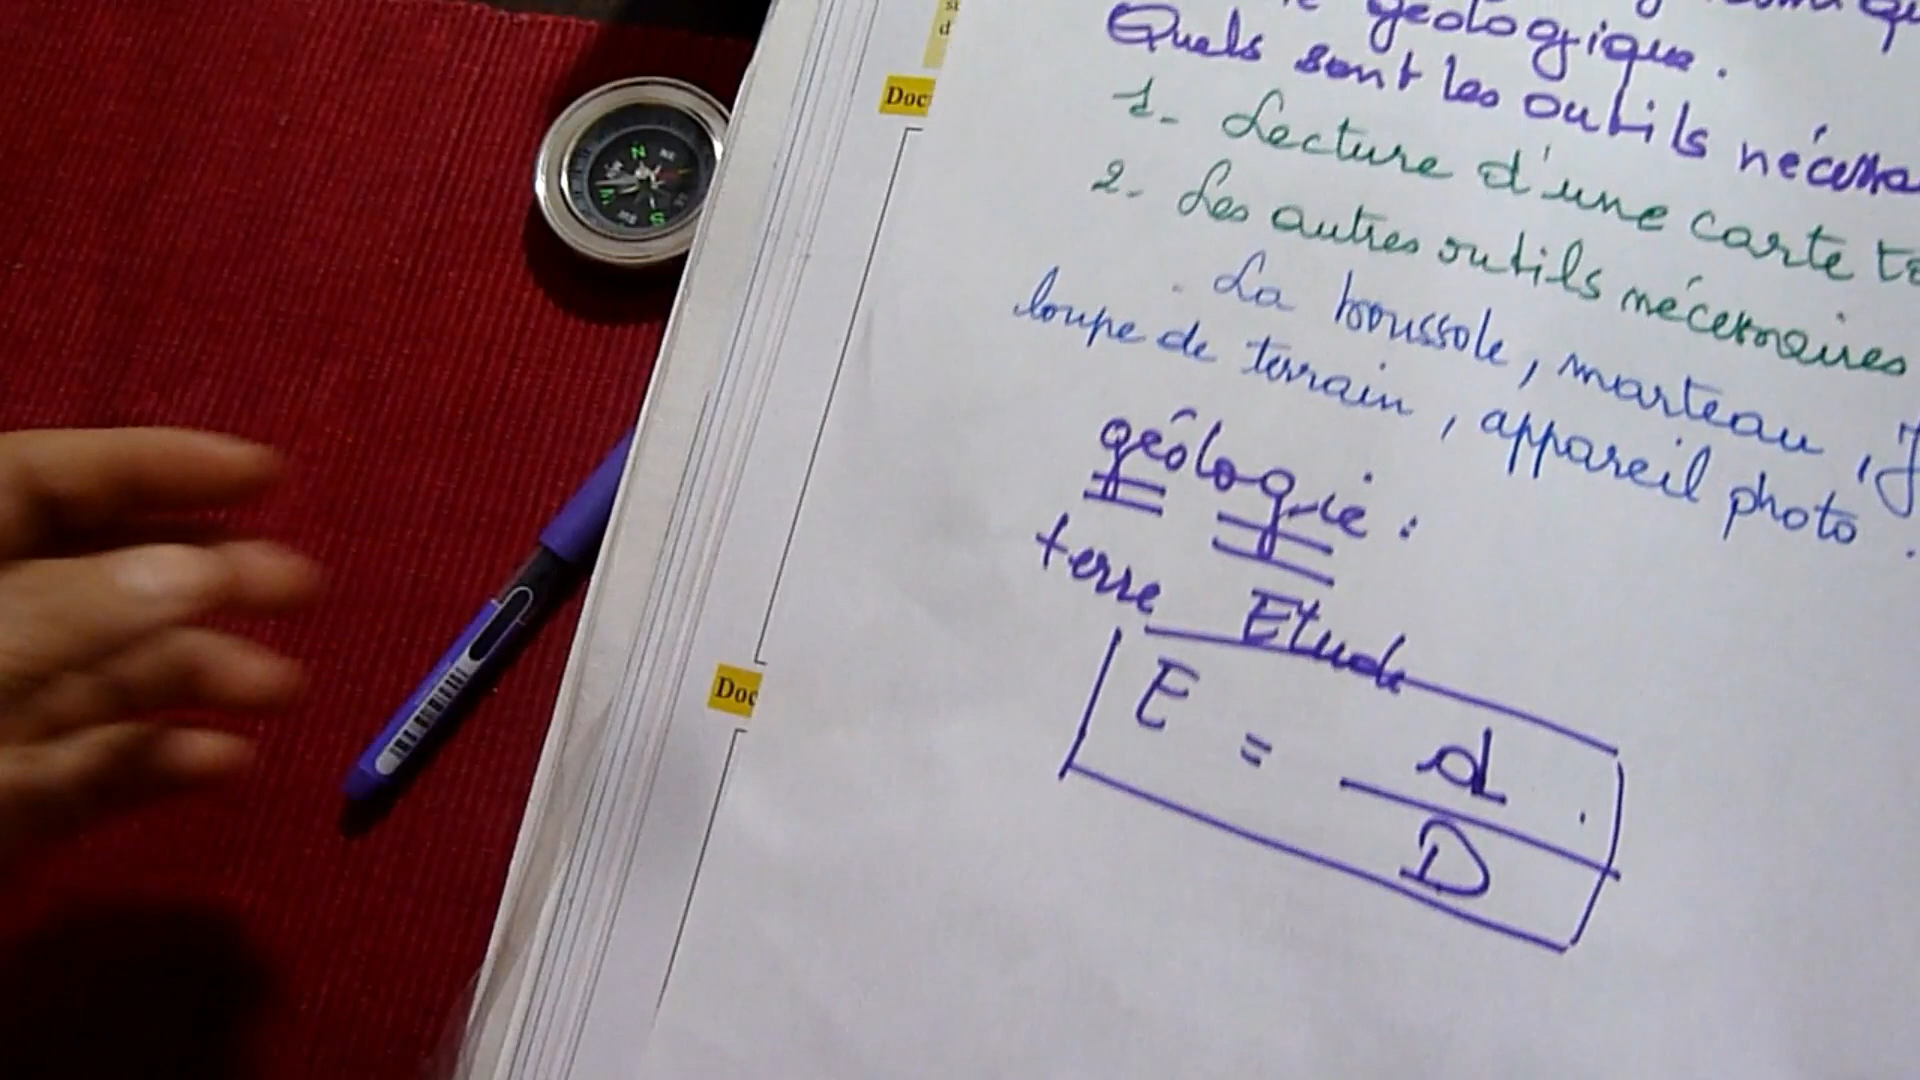 géologique.
Quels sont les outils
1- Lecture d'une carte
2- Les autres outils nécessaires
. La boussole, marteau,
loupe de terrain, appareil photo.
géologie :
terre Etude
E = d
D
Doc
Doc
N
S